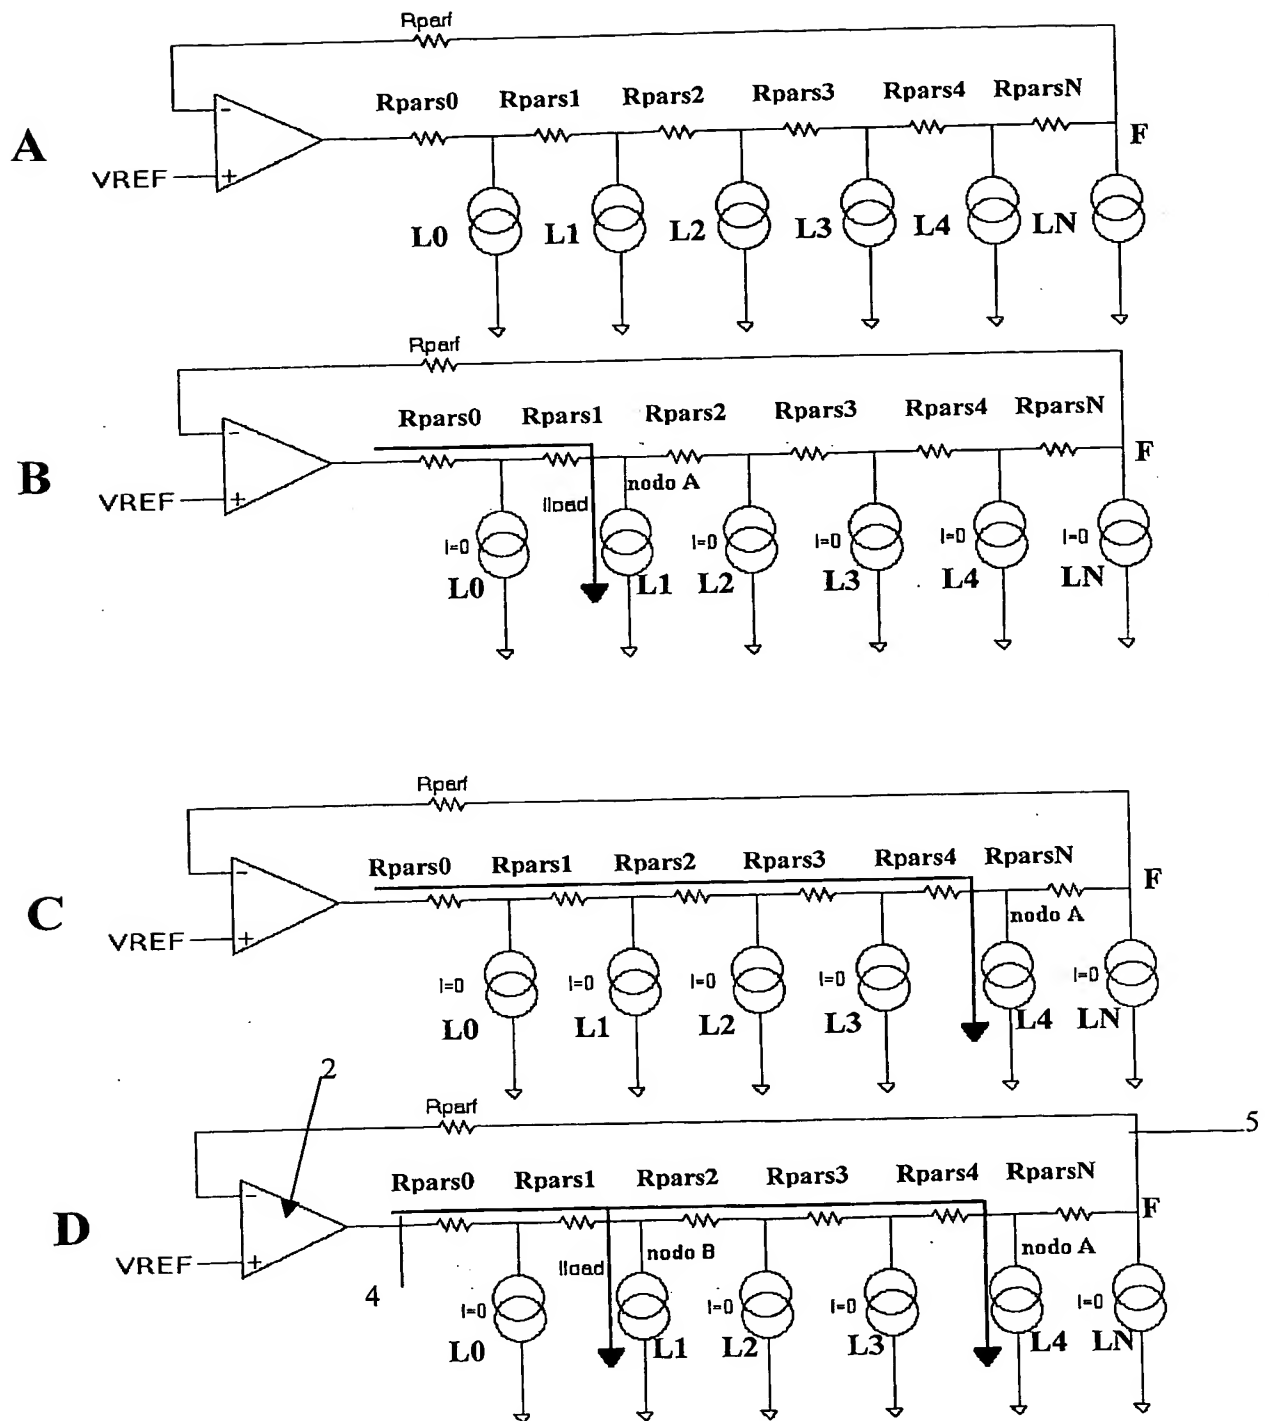 Rparf
Rpars0 Rpars1 Rpars2 Rpars3 Rpars4 RparsN
A
F
-
VREF +
L0 L1 L2 L3 L4 LN
Rparf
Rpars0 Rpars1 Rpars2 Rpars3 Rpars4 RparsN
B
F
-
VREF +
nodo A
Iload
I=0 I=0 I=0 I=0 I=0
L0 L1 L2 L3 L4 LN
Rparf
Rpars0 Rpars1 Rpars2 Rpars3 Rpars4 RparsN
C
F
-
VREF +
nodo A
I=0 I=0 I=0 I=0 I=0
L0 L1 L2 L3 L4 LN
2
Rparf
5
Rpars0 Rpars1 Rpars2 Rpars3 Rpars4 RparsN
D
F
-
VREF +
nodo B nodo A
Iload
4
I=0 I=0 I=0 I=0
L0 L1 L2 L3 L4 LN